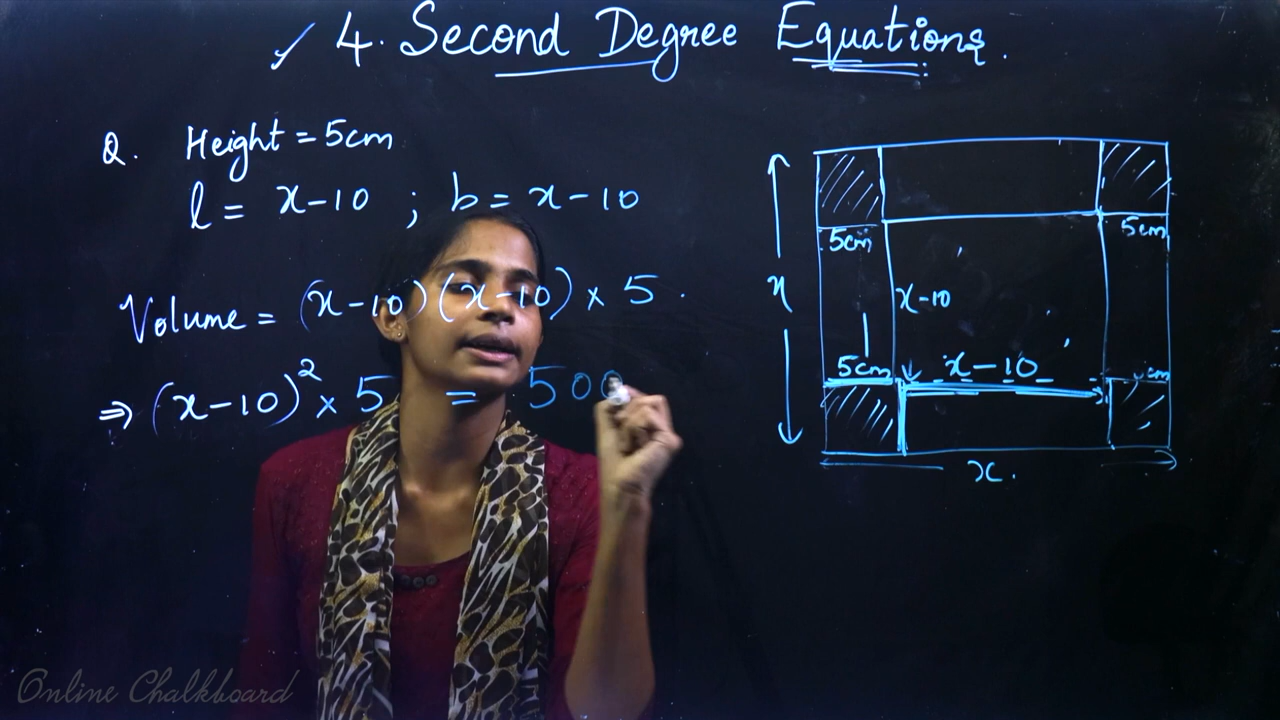 4. Second Degree Equations.
Q. Height = 5cm
l = x-10 ; b = x-10
Volume = (x-10)(x-10) × 5.
⇒ (x-10)² × 5 = 500
5cm
5cm
x
x-10
5cm
x-10
cm
x.
Online Chalkboard